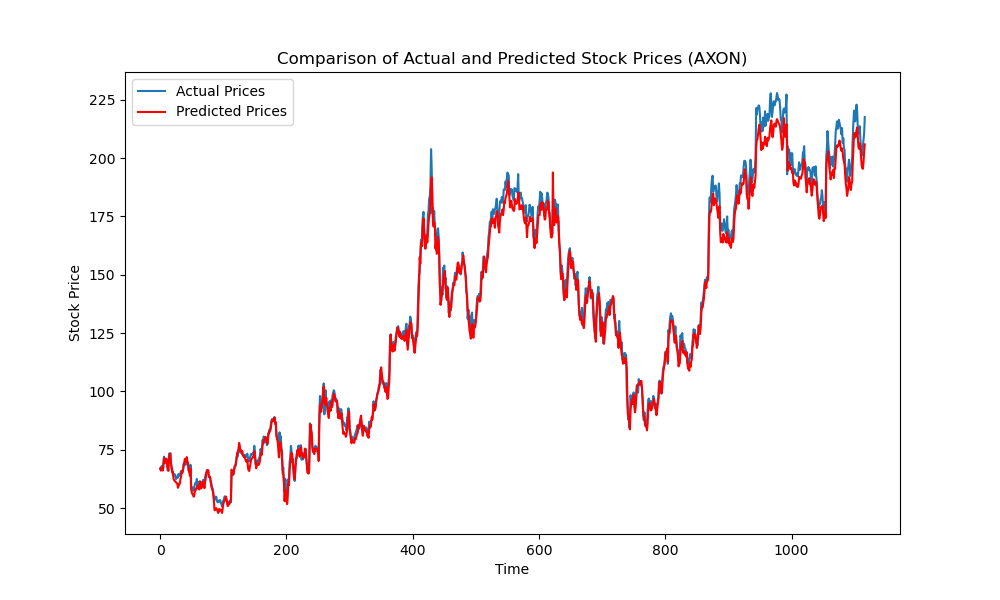 Comparison of Actual and Predicted Stock Prices (AXON)
Actual Prices
Predicted Prices
225
200
175
150
125
100
75
50
Stock Price
0 200 400 600 800 1000
Time